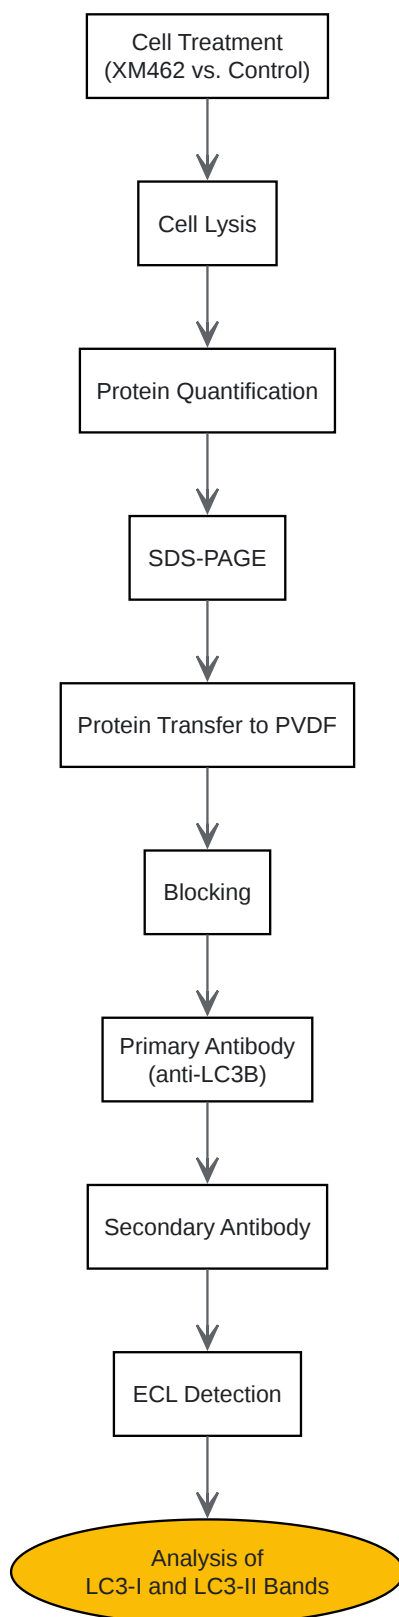 Cell Treatment
(XM462 vs. Control)
Cell Lysis
Protein Quantification
SDS-PAGE
Protein Transfer to PVDF
Blocking
Primary Antibody
(anti-LC3B)
Secondary Antibody
ECL Detection
Analysis of
LC3-I and LC3-II Bands